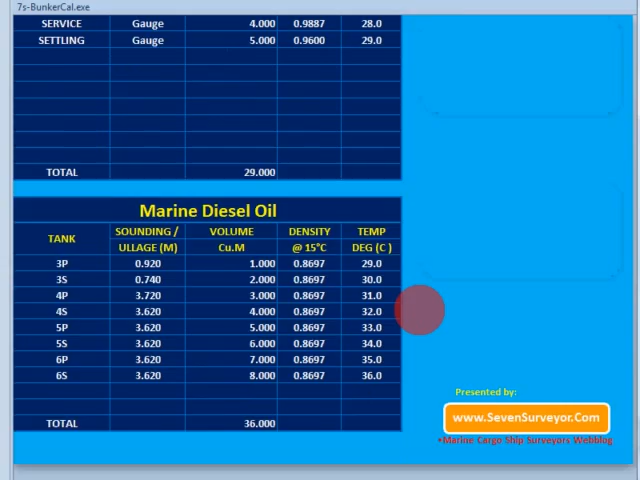 7s-BunkerCal.exe
SERVICE Gauge 4.000 0.9887 28.0
SETTLING Gauge 5.000 0.9600 29.0
TOTAL 29.000
Marine Diesel Oil
TANK SOUNDING / VOLUME DENSITY TEMP
ULLAGE (M) Cu.M @ 15°C DEG (C )
3P 0.920 1.000 0.8697 29.0
3S 0.740 2.000 0.8697 30.0
4P 3.720 3.000 0.8697 31.0
4S 3.620 4.000 0.8697 32.0
5P 3.620 5.000 0.8697 33.0
5S 3.620 6.000 0.8697 34.0
6P 3.620 7.000 0.8697 35.0
6S 3.620 8.000 0.8697 36.0
TOTAL 36.000
Presented by:
www.SevenSurveyor.Com
•Marine Cargo Ship Surveyors Webblog